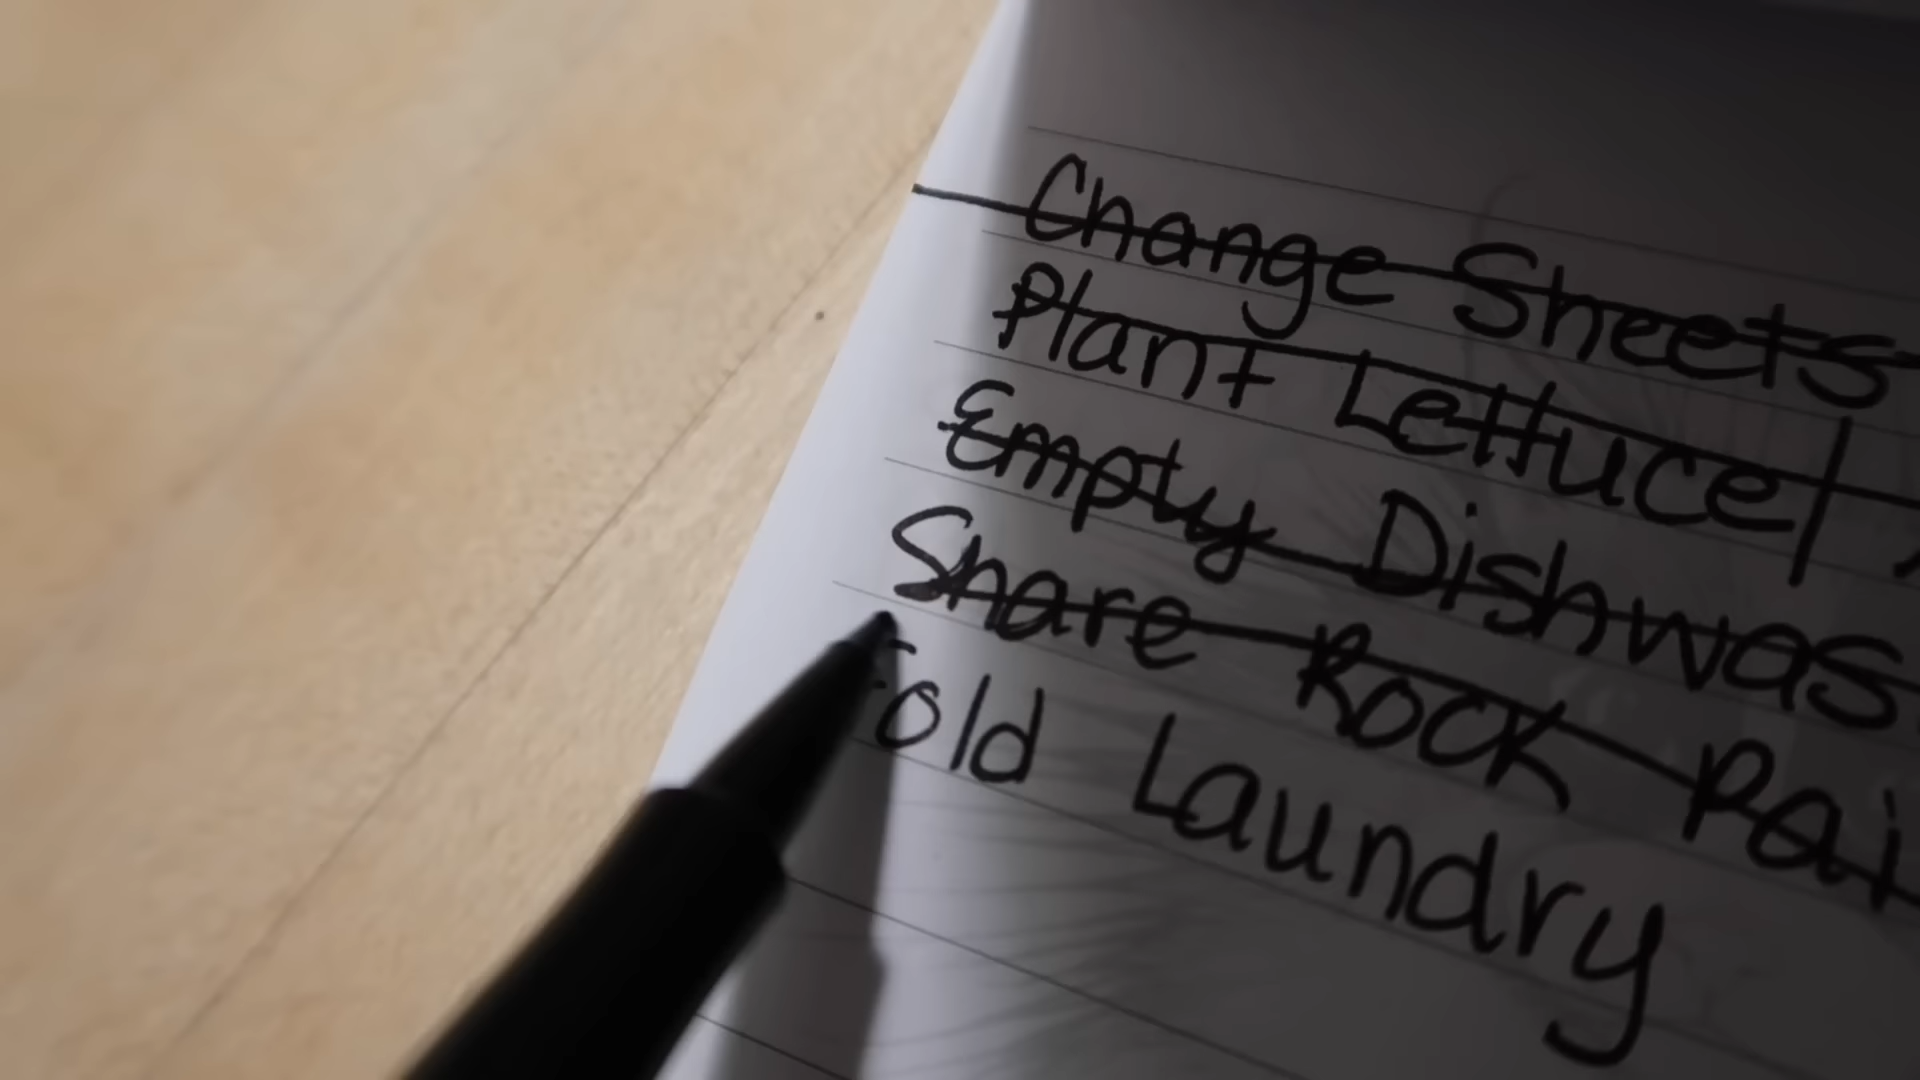 Change Sheets
Plant Lettuce/
Empty Dishwas
Share Rock Pai
Fold Laundry